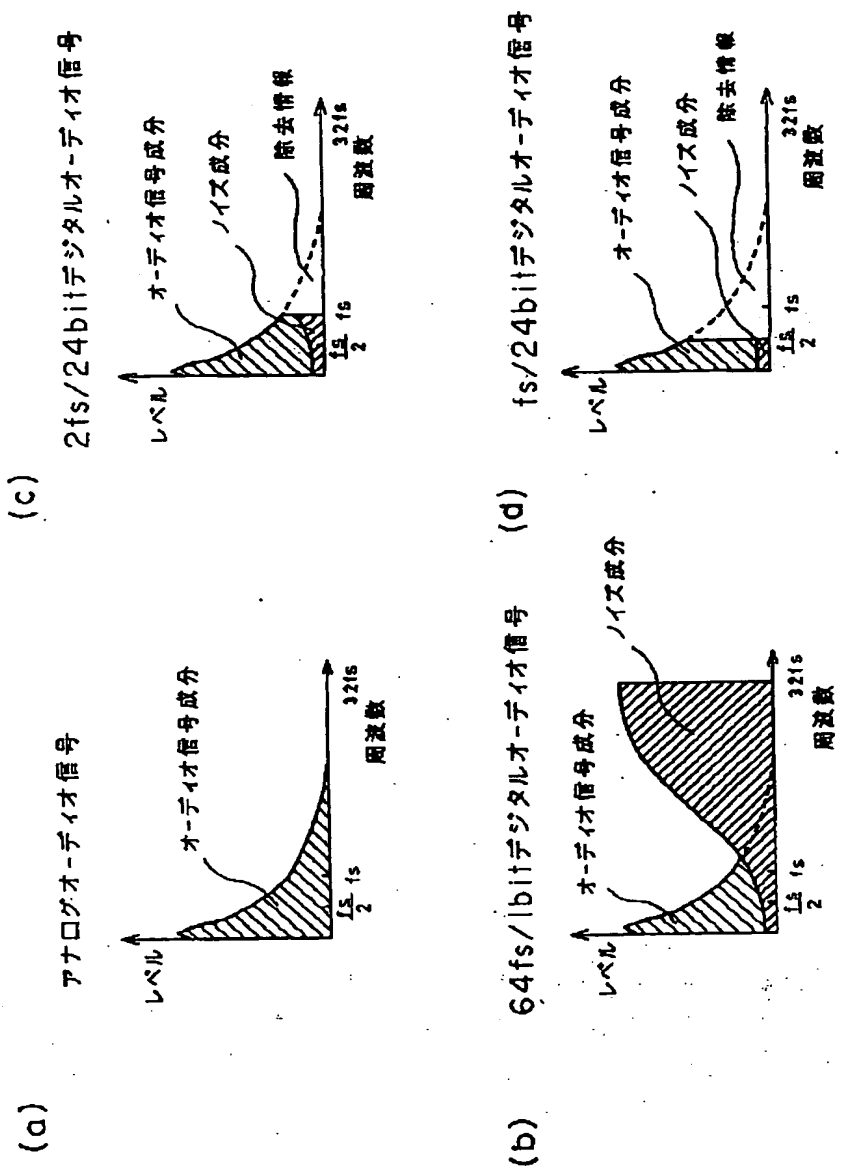 (a)
アナログオーディオ信号
レベル
オーディオ信号成分
fs
2
fs
32fs
周波数
(b)
64fs/1bitデジタルオーディオ信号
レベル
オーディオ信号成分
ノイズ成分
fs
2
fs
32fs
周波数
(c)
2fs/24bitデジタルオーディオ信号
レベル
オーディオ信号成分
ノイズ成分
除去情報
fs
2
fs
32fs
周波数
(d)
fs/24bitデジタルオーディオ信号
レベル
オーディオ信号成分
ノイズ成分
除去情報
fs
2
fs
32fs
周波数